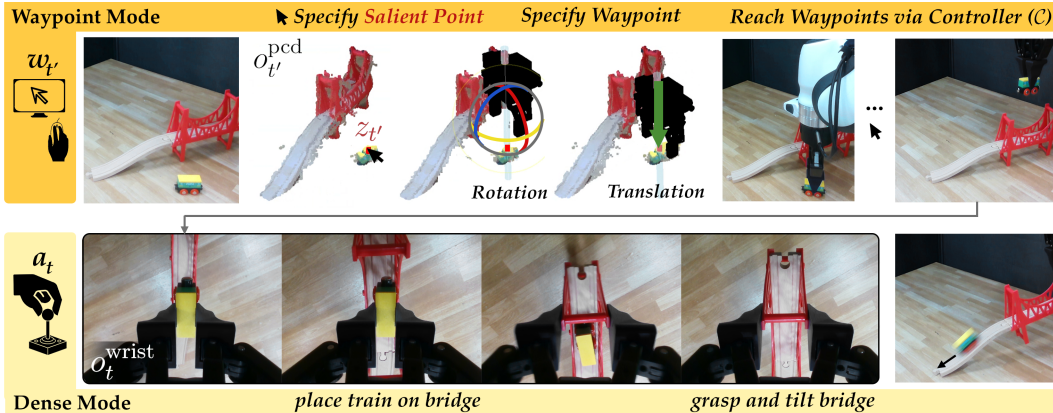 Waypoint Mode
Specify Salient Point
Specify Waypoint
Reach Waypoints via Controller (C)
w_{t'}
o_{t'}^{pcd}
z_{t'}
Rotation
Translation
...
a_t
o_t^{wrist}
Dense Mode
place train on bridge
grasp and tilt bridge